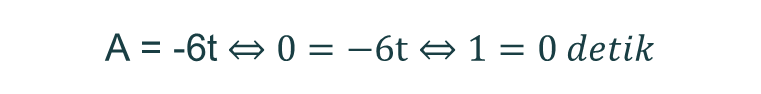 A = -6t ⇔ 0 = −6t ⇔ 1 = 0 detik